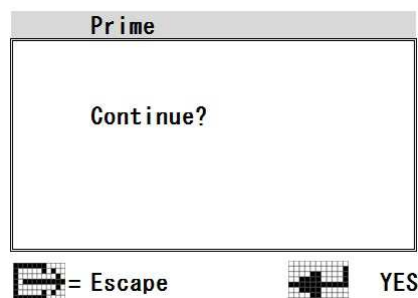 Prime
Continue?
= Escape YES